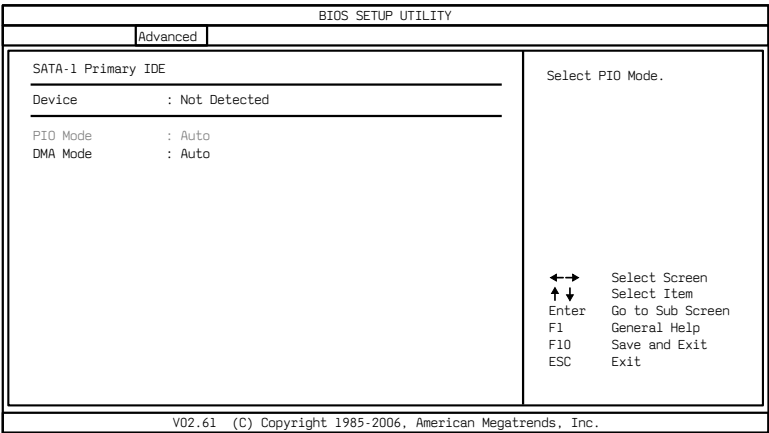 BIOS SETUP UTILITY
Advanced
SATA-1 Primary IDE
Device : Not Detected
PIO Mode : Auto
DMA Mode : Auto
Select PIO Mode.
←→ Select Screen
↑↓ Select Item
Enter Go to Sub Screen
F1 General Help
F10 Save and Exit
ESC Exit
V02.61 (C) Copyright 1985-2006, American Megatrends, Inc.